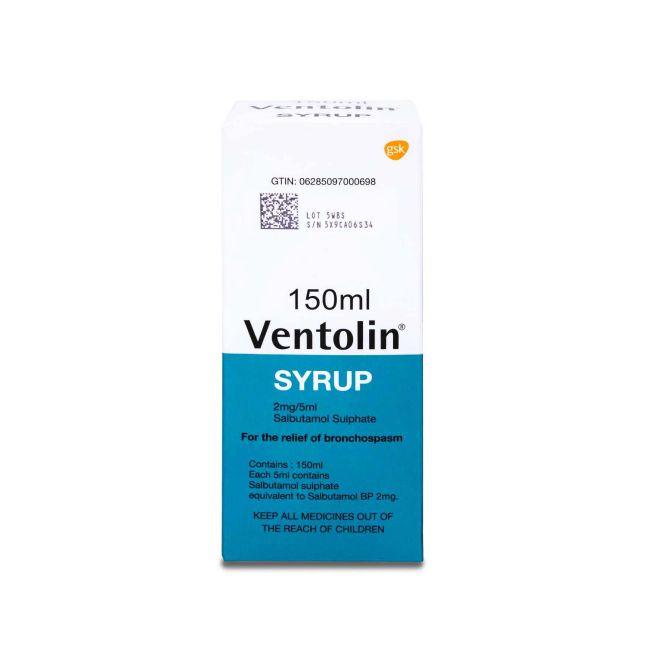 150ml
Ventolin
SYRUP
gsk
GTIN: 06285097000698
LOT 5WBS
S/N 5X9CA06S34
150ml
Ventolin®
SYRUP
2mg/5ml
Salbutamol Sulphate
For the relief of bronchospasm
Contains : 150ml
Each 5ml contains
Salbutamol sulphate
equivalent to Salbutamol BP 2mg.
KEEP ALL MEDICINES OUT OF
THE REACH OF CHILDREN